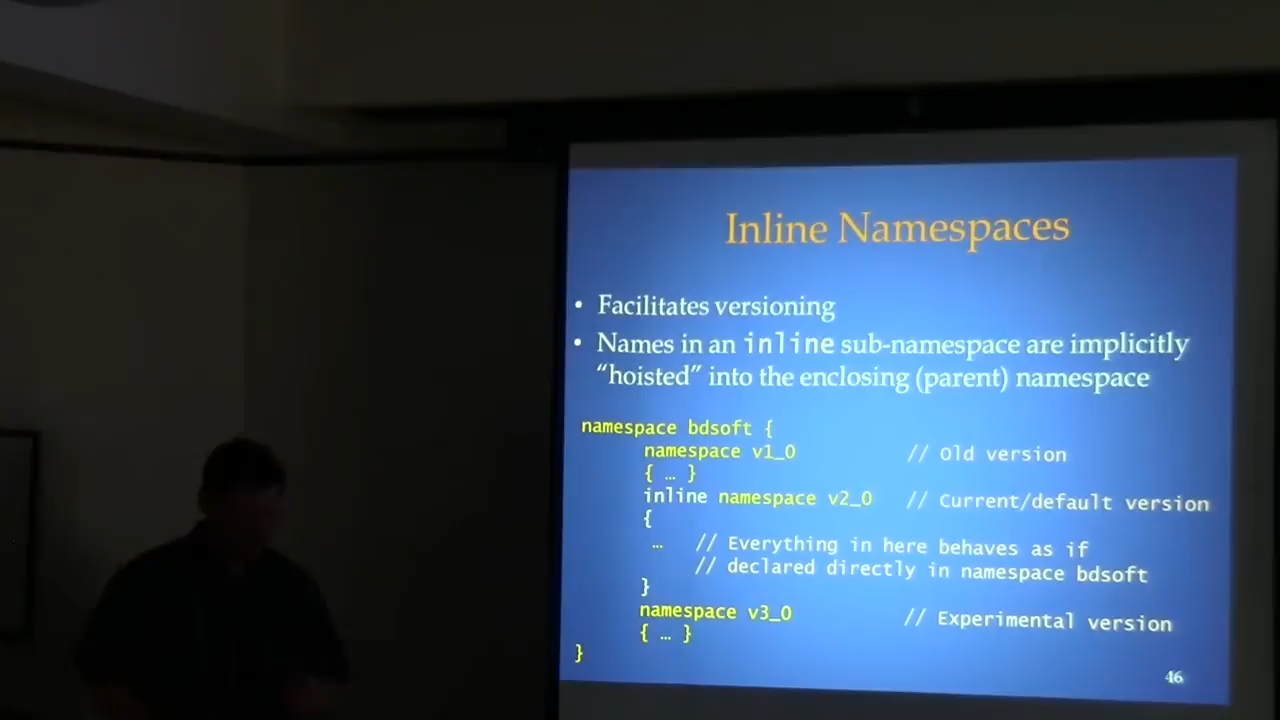 Inline Namespaces
• Facilitates versioning
• Names in an inline sub-namespace are implicitly
“hoisted” into the enclosing (parent) namespace
namespace bdsoft {
namespace v1_0 // Old version
{ … }
inline namespace v2_0 // Current/default version
{
… // Everything in here behaves as if
// declared directly in namespace bdsoft
}
namespace v3_0 // Experimental version
{ … }
}
46